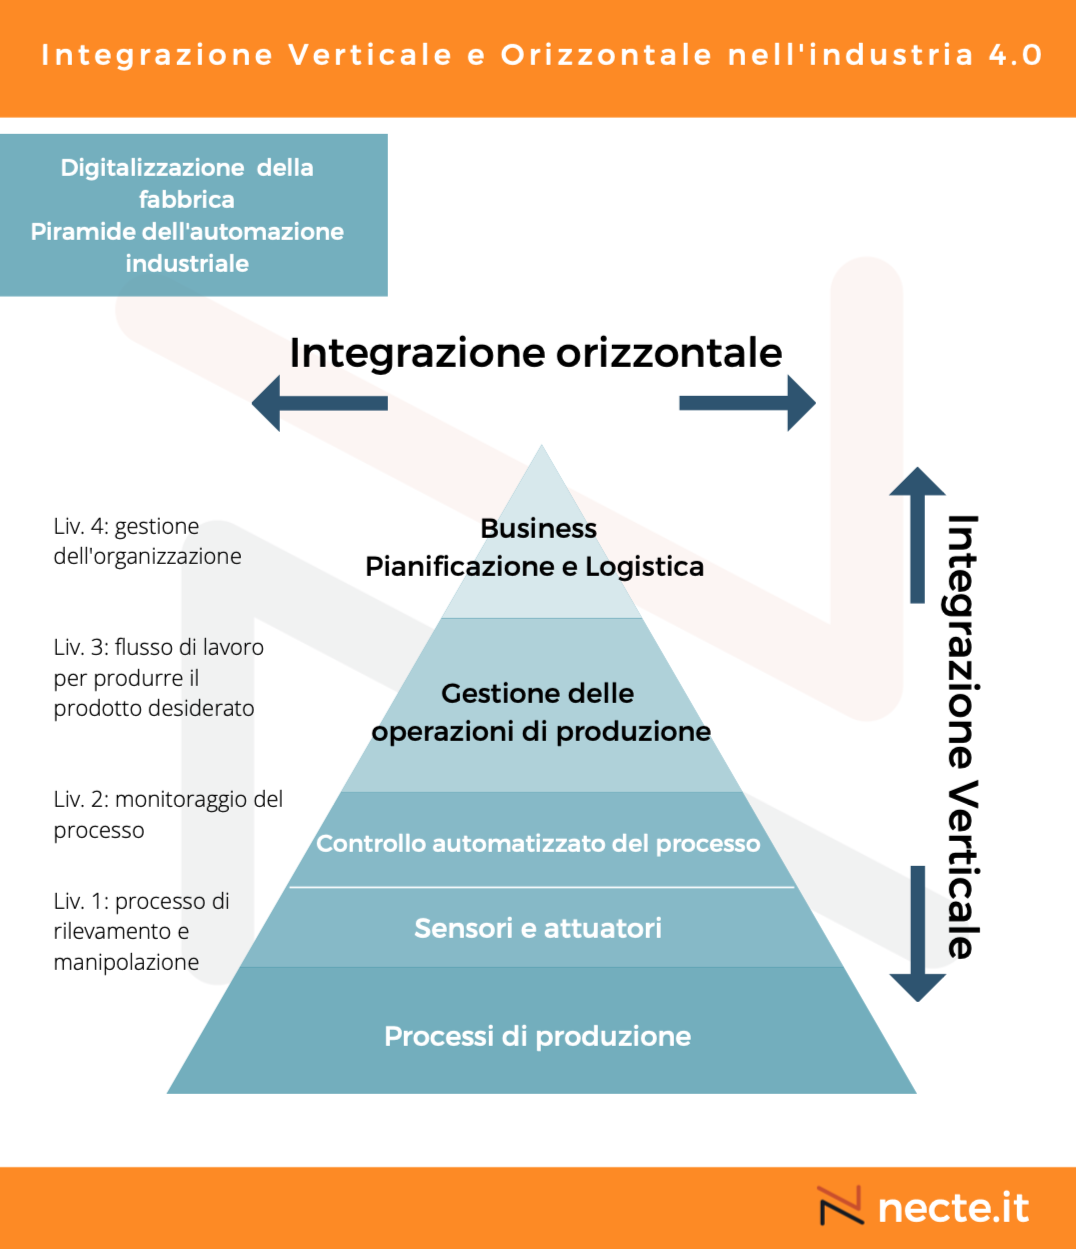 Integrazione Verticale e Orizzontale nell'industria 4.0
Digitalizzazione della
fabbrica
Piramide dell'automazione
industriale
Integrazione orizzontale
Liv. 4: gestione
dell'organizzazione
Business
Pianificazione e Logistica
Liv. 3: flusso di lavoro
per produrre il
prodotto desiderato
Gestione delle
operazioni di produzione
Liv. 2: monitoraggio del
processo
Controllo automatizzato del processo
Liv. 1: processo di
rilevamento e
manipolazione
Sensori e attuatori
Processi di produzione
Integrazione Verticale
necte.it